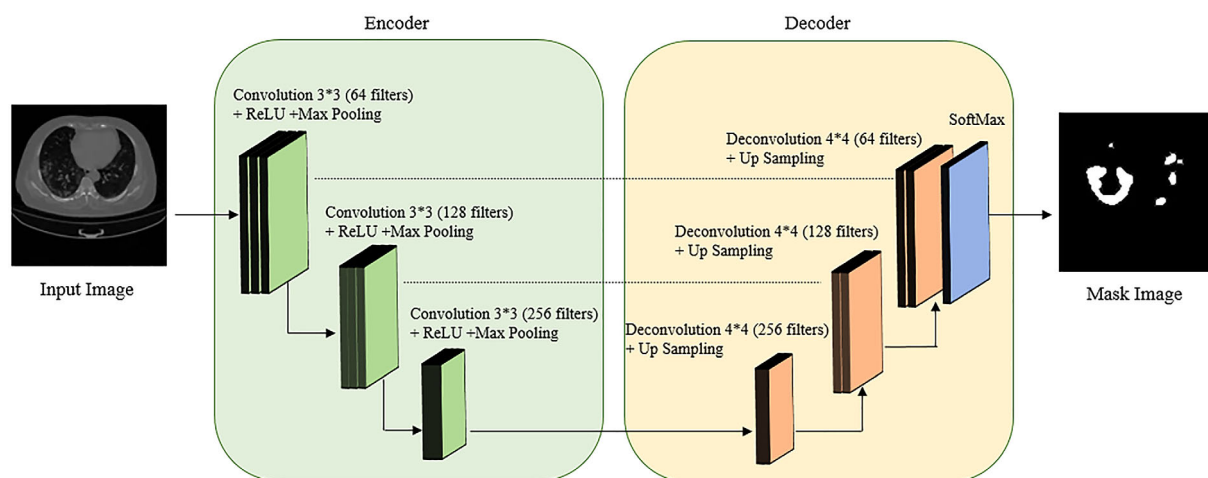 Encoder
Decoder
Convolution 3*3 (64 filters)
+ ReLU +Max Pooling
Convolution 3*3 (128 filters)
+ ReLU +Max Pooling
Convolution 3*3 (256 filters)
+ ReLU +Max Pooling
Deconvolution 4*4 (64 filters)
+ Up Sampling
SoftMax
Deconvolution 4*4 (128 filters)
+ Up Sampling
Deconvolution 4*4 (256 filters)
+ Up Sampling
Input Image
Mask Image